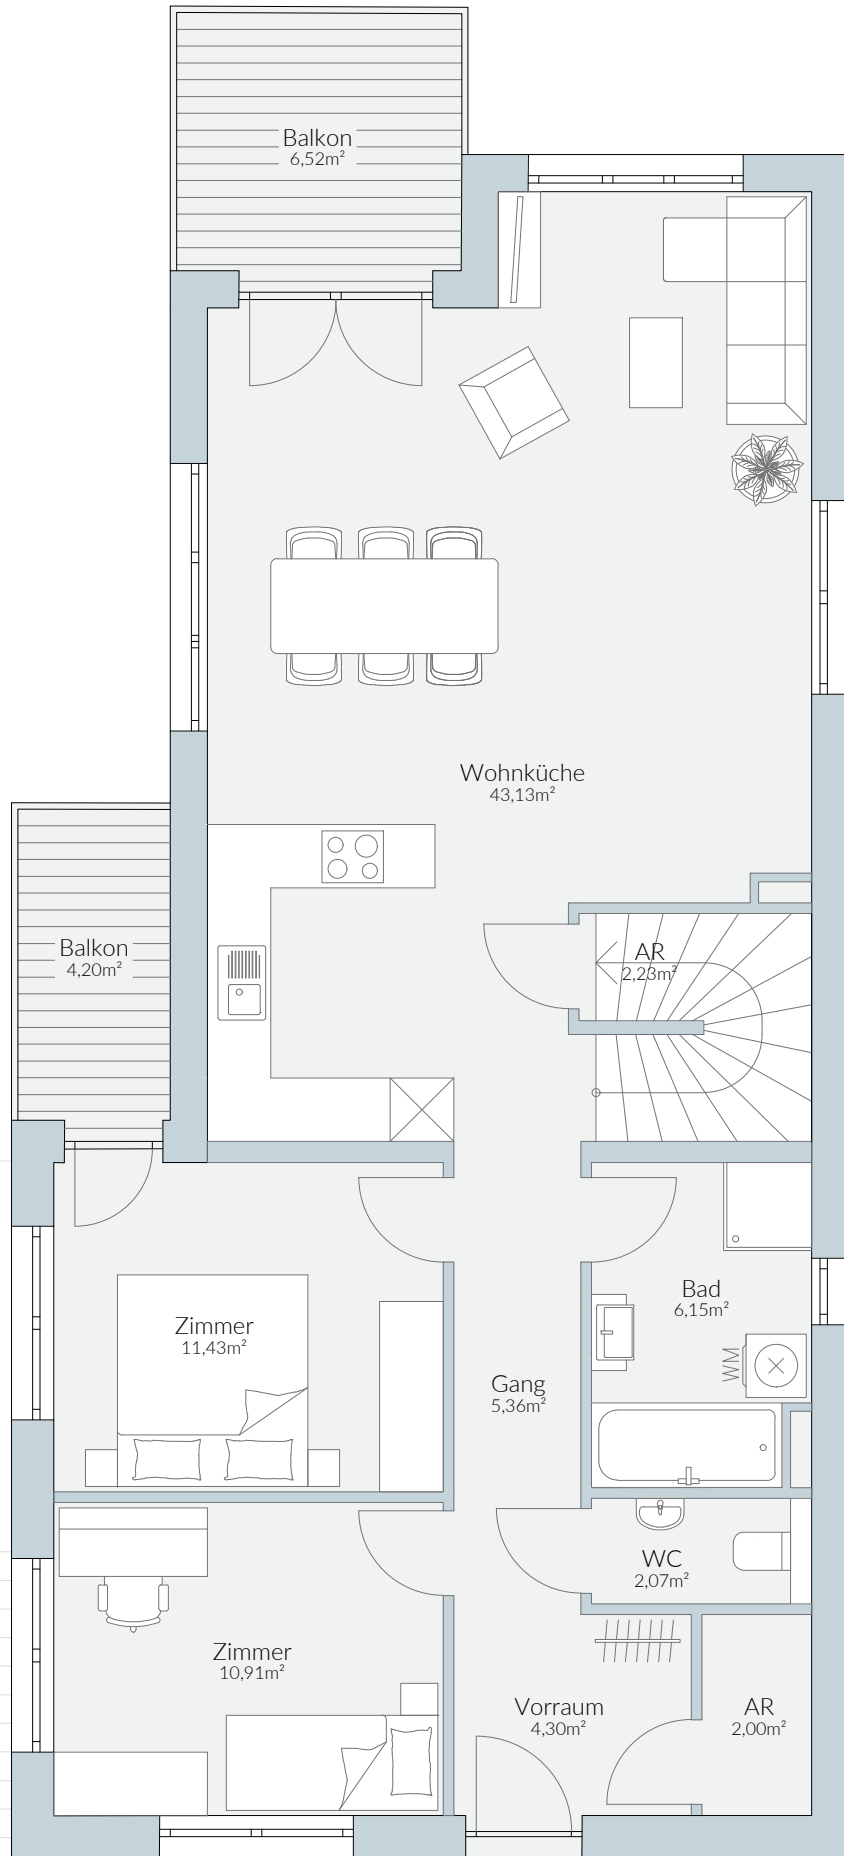 Balkon
6,52m²
Wohnküche
43,13m²
Balkon
4,20m²
AR
2,23m²
Zimmer
11,43m²
Bad
6,15m²
WM
Gang
5,36m²
WC
2,07m²
Zimmer
10,91m²
Vorraum
4,30m²
AR
2,00m²